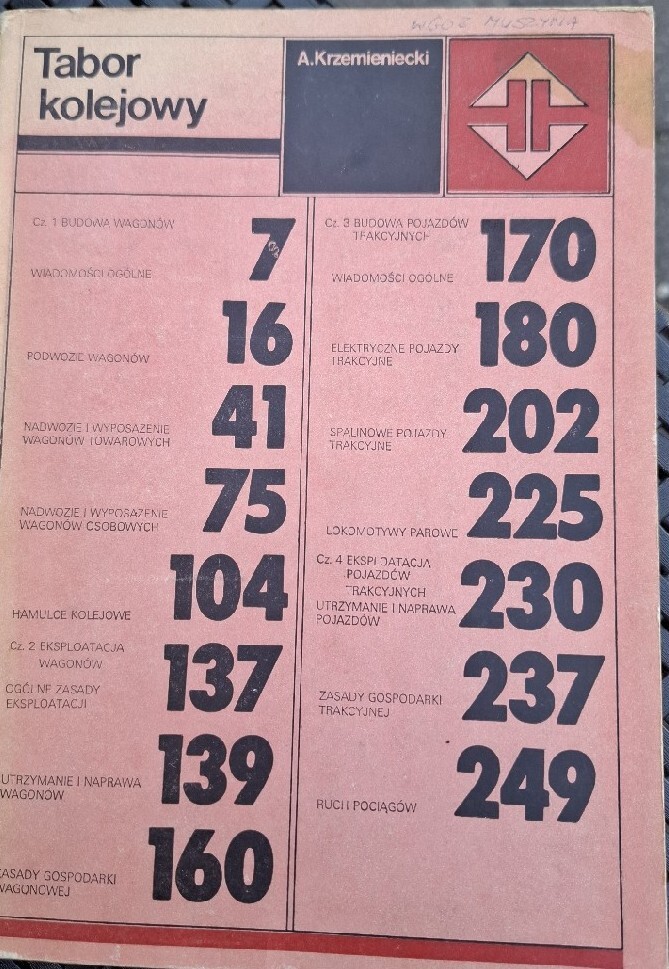 WGOS MUSZYNA
Tabor
kolejowy
A.Krzemieniecki
Cz. 1 BUDOWA WAGONÓW
WIADOMOŚCI OGÓLNE
7
PODWOZIE WAGONÓW
16
NADWOZIE I WYPOSAŻENIE
WAGONÓW TOWAROWYCH
41
NADWOZIE I WYPOSAŻENIE
WAGONÓW OSOBOWYCH
75
HAMULCE KOLEJOWE
104
Cz. 2 EKSPLOATACJA
WAGONÓW
OGÓLNE ZASADY
EKSPLOATACJI
137
UTRZYMANIE I NAPRAWA
WAGONÓW
139
ZASADY GOSPODARKI
WAGONOWEJ
160
Cz. 3 BUDOWA POJAZDÓW
TRAKCYJNYCH
WIADOMOŚCI OGÓLNE
170
ELEKTRYCZNE POJAZDY
TRAKCYJNE
180
SPALINOWE POJAZDY
TRAKCYJNE
202
LOKOMOTYWY PAROWE
225
Cz. 4 EKSPLOATACJA
POJAZDÓW
TRAKCYJNYCH
UTRZYMANIE I NAPRAWA
POJAZDÓW
230
ZASADY GOSPODARKI
TRAKCYJNEJ
237
RUCH POCIĄGÓW
249